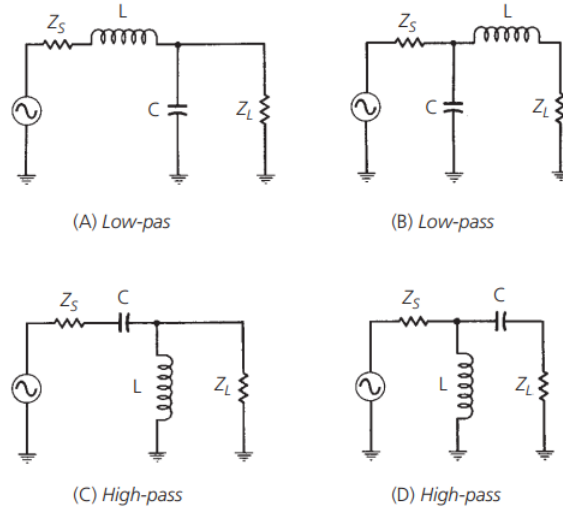 Z_S L
C Z_L
(A) Low-pas
Z_S L
C Z_L
(B) Low-pass
Z_S C
L Z_L
(C) High-pass
Z_S C
L Z_L
(D) High-pass